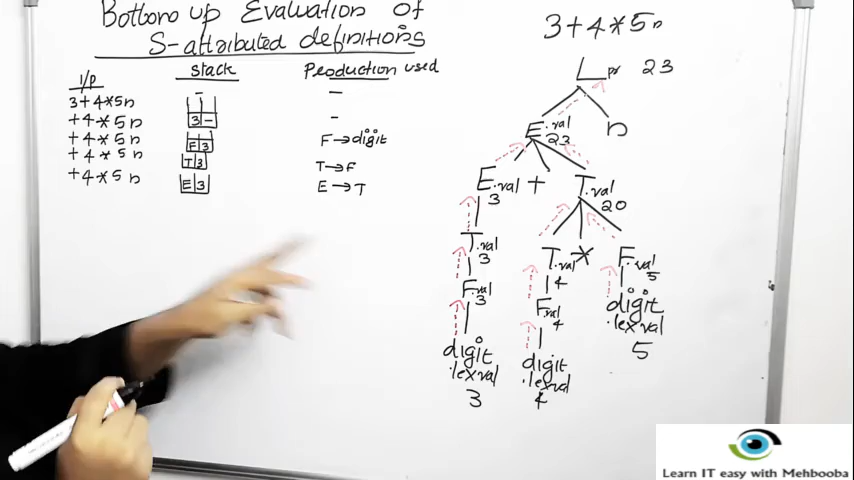 Bottom up Evaluation of
S-attributed definitions
3+4*5n
i/p stack Production used
3+4*5n - -
+4*5n 3 - -
+4*5n F 3 F→digit
+4*5n T 3 T→F
+4*5n E 3 E→T
L pr 23
E.val 23 n
E.val 3 + T.val 20
T.val 3 T.val 4 * F.val 5
F.val 3 F.val 4 digit .lexval 5
digit .lexval 3 digit .lexval 4
Learn IT easy with Mehbooba